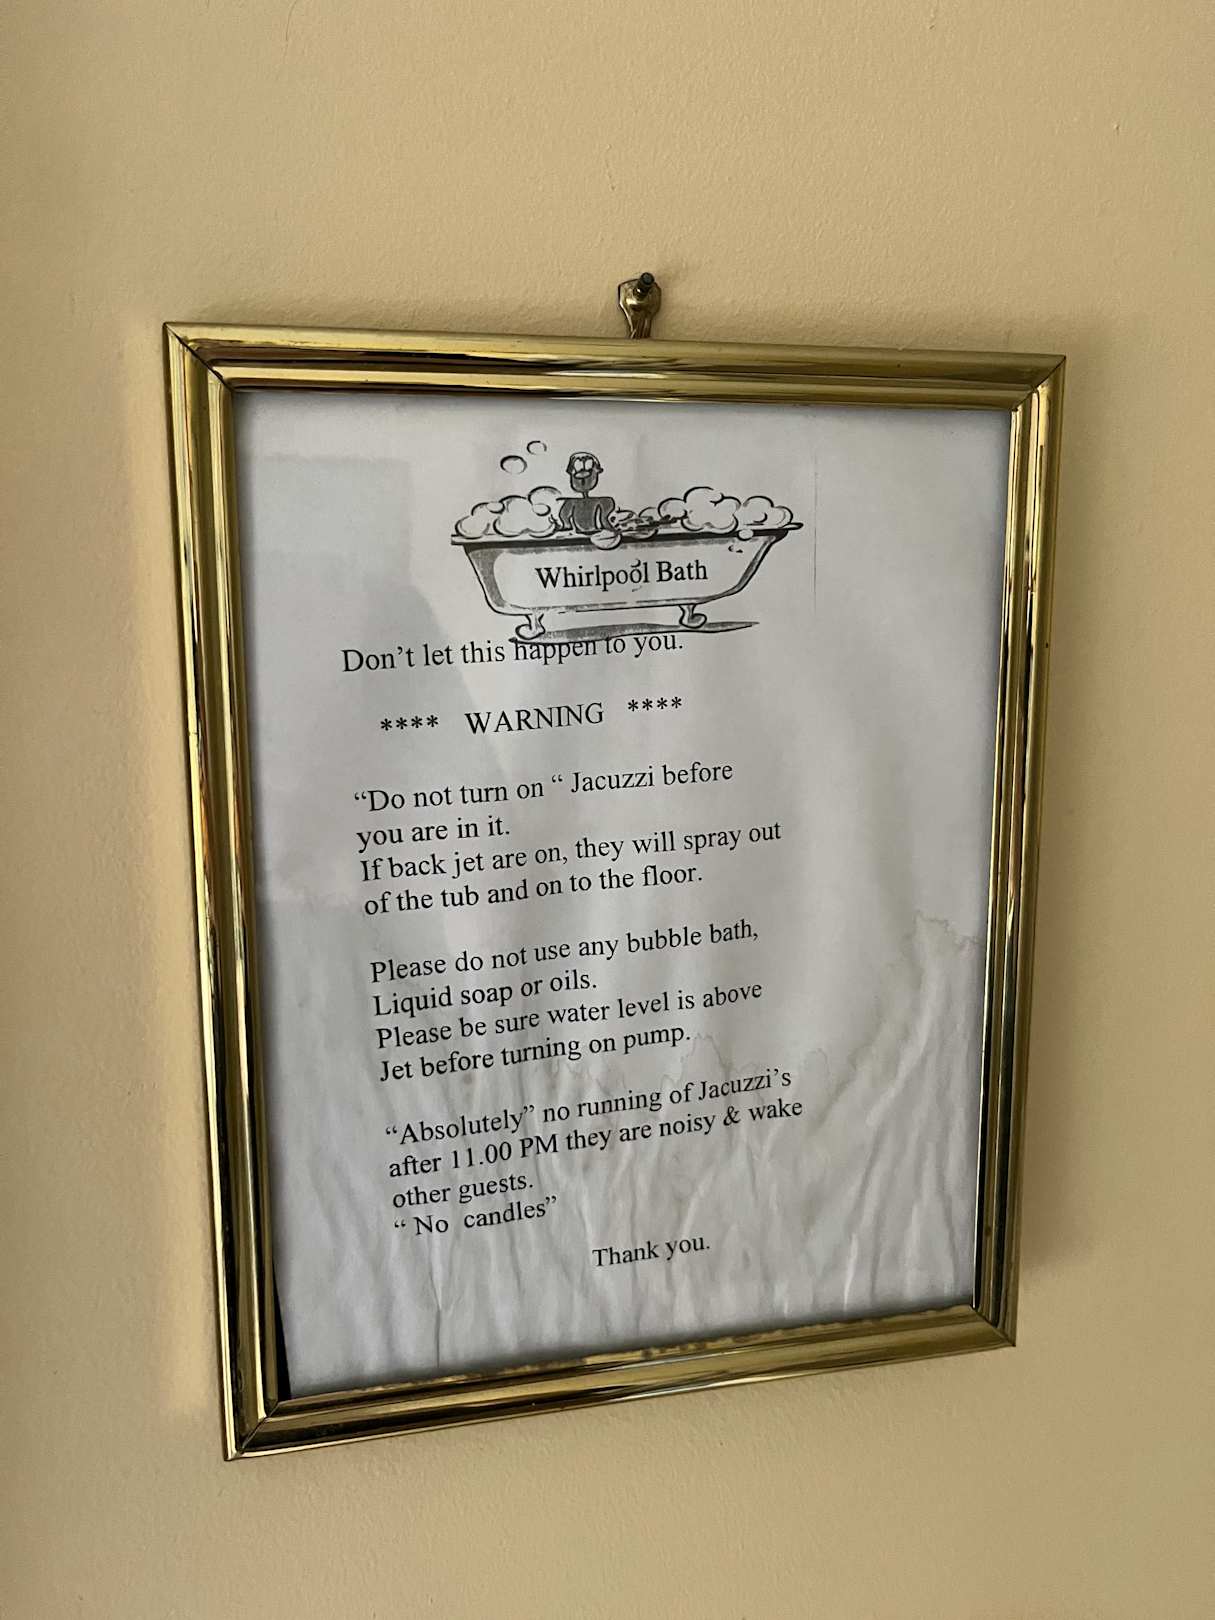 Whirlpool Bath
Don't let this happen to you.
**** WARNING ****
“Do not turn on “ Jacuzzi before
you are in it.
If back jet are on, they will spray out
of the tub and on to the floor.
Please do not use any bubble bath,
Liquid soap or oils.
Please be sure water level is above
Jet before turning on pump.
“Absolutely” no running of Jacuzzi’s
after 11.00 PM they are noisy & wake
other guests.
“ No candles”
Thank you.